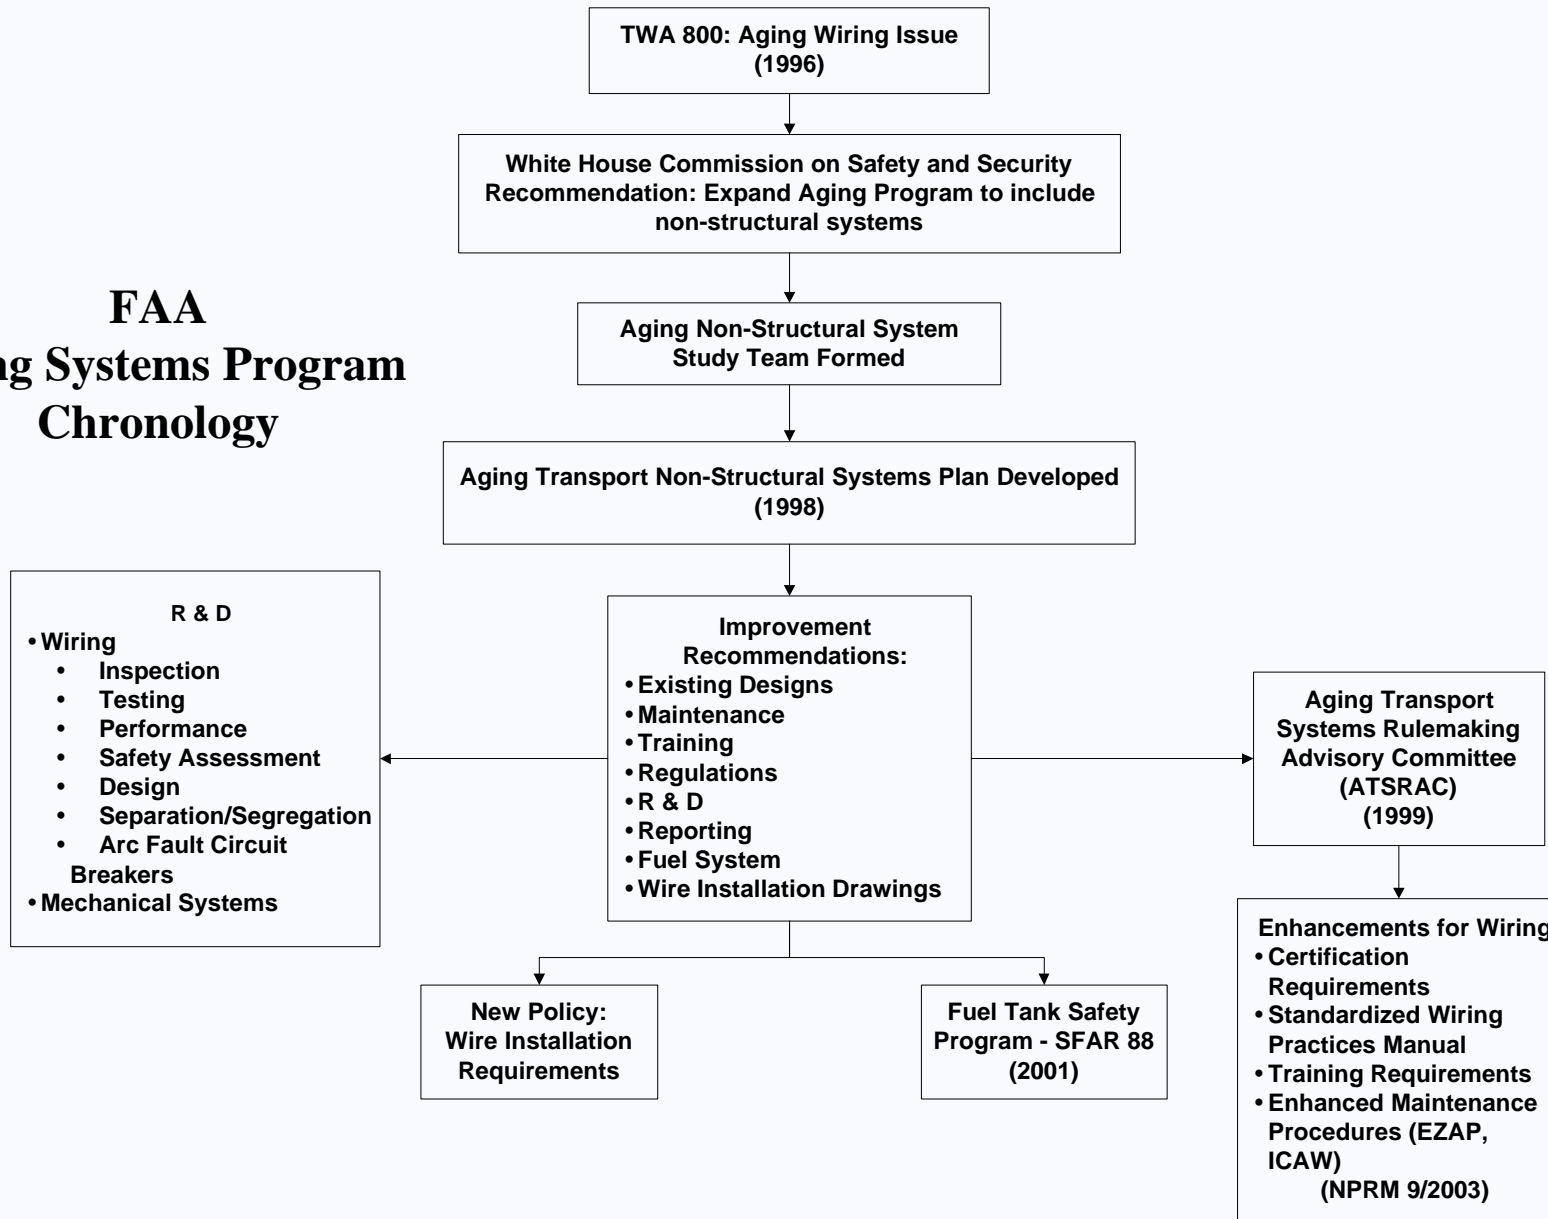 TWA 800: Aging Wiring Issue
(1996)
White House Commission on Safety and Security
Recommendation: Expand Aging Program to include
non-structural systems
FAA
ng Systems Program
Chronology
Aging Non-Structural System
Study Team Formed
Aging Transport Non-Structural Systems Plan Developed
(1998)
R & D
• Wiring
• Inspection
• Testing
• Performance
• Safety Assessment
• Design
• Separation/Segregation
• Arc Fault Circuit
Breakers
• Mechanical Systems
Improvement
Recommendations:
• Existing Designs
• Maintenance
• Training
• Regulations
• R & D
• Reporting
• Fuel System
• Wire Installation Drawings
Aging Transport
Systems Rulemaking
Advisory Committee
(ATSRAC)
(1999)
New Policy:
Wire Installation
Requirements
Fuel Tank Safety
Program - SFAR 88
(2001)
Enhancements for Wiring
• Certification
Requirements
• Standardized Wiring
Practices Manual
• Training Requirements
• Enhanced Maintenance
Procedures (EZAP,
ICAW)
(NPRM 9/2003)